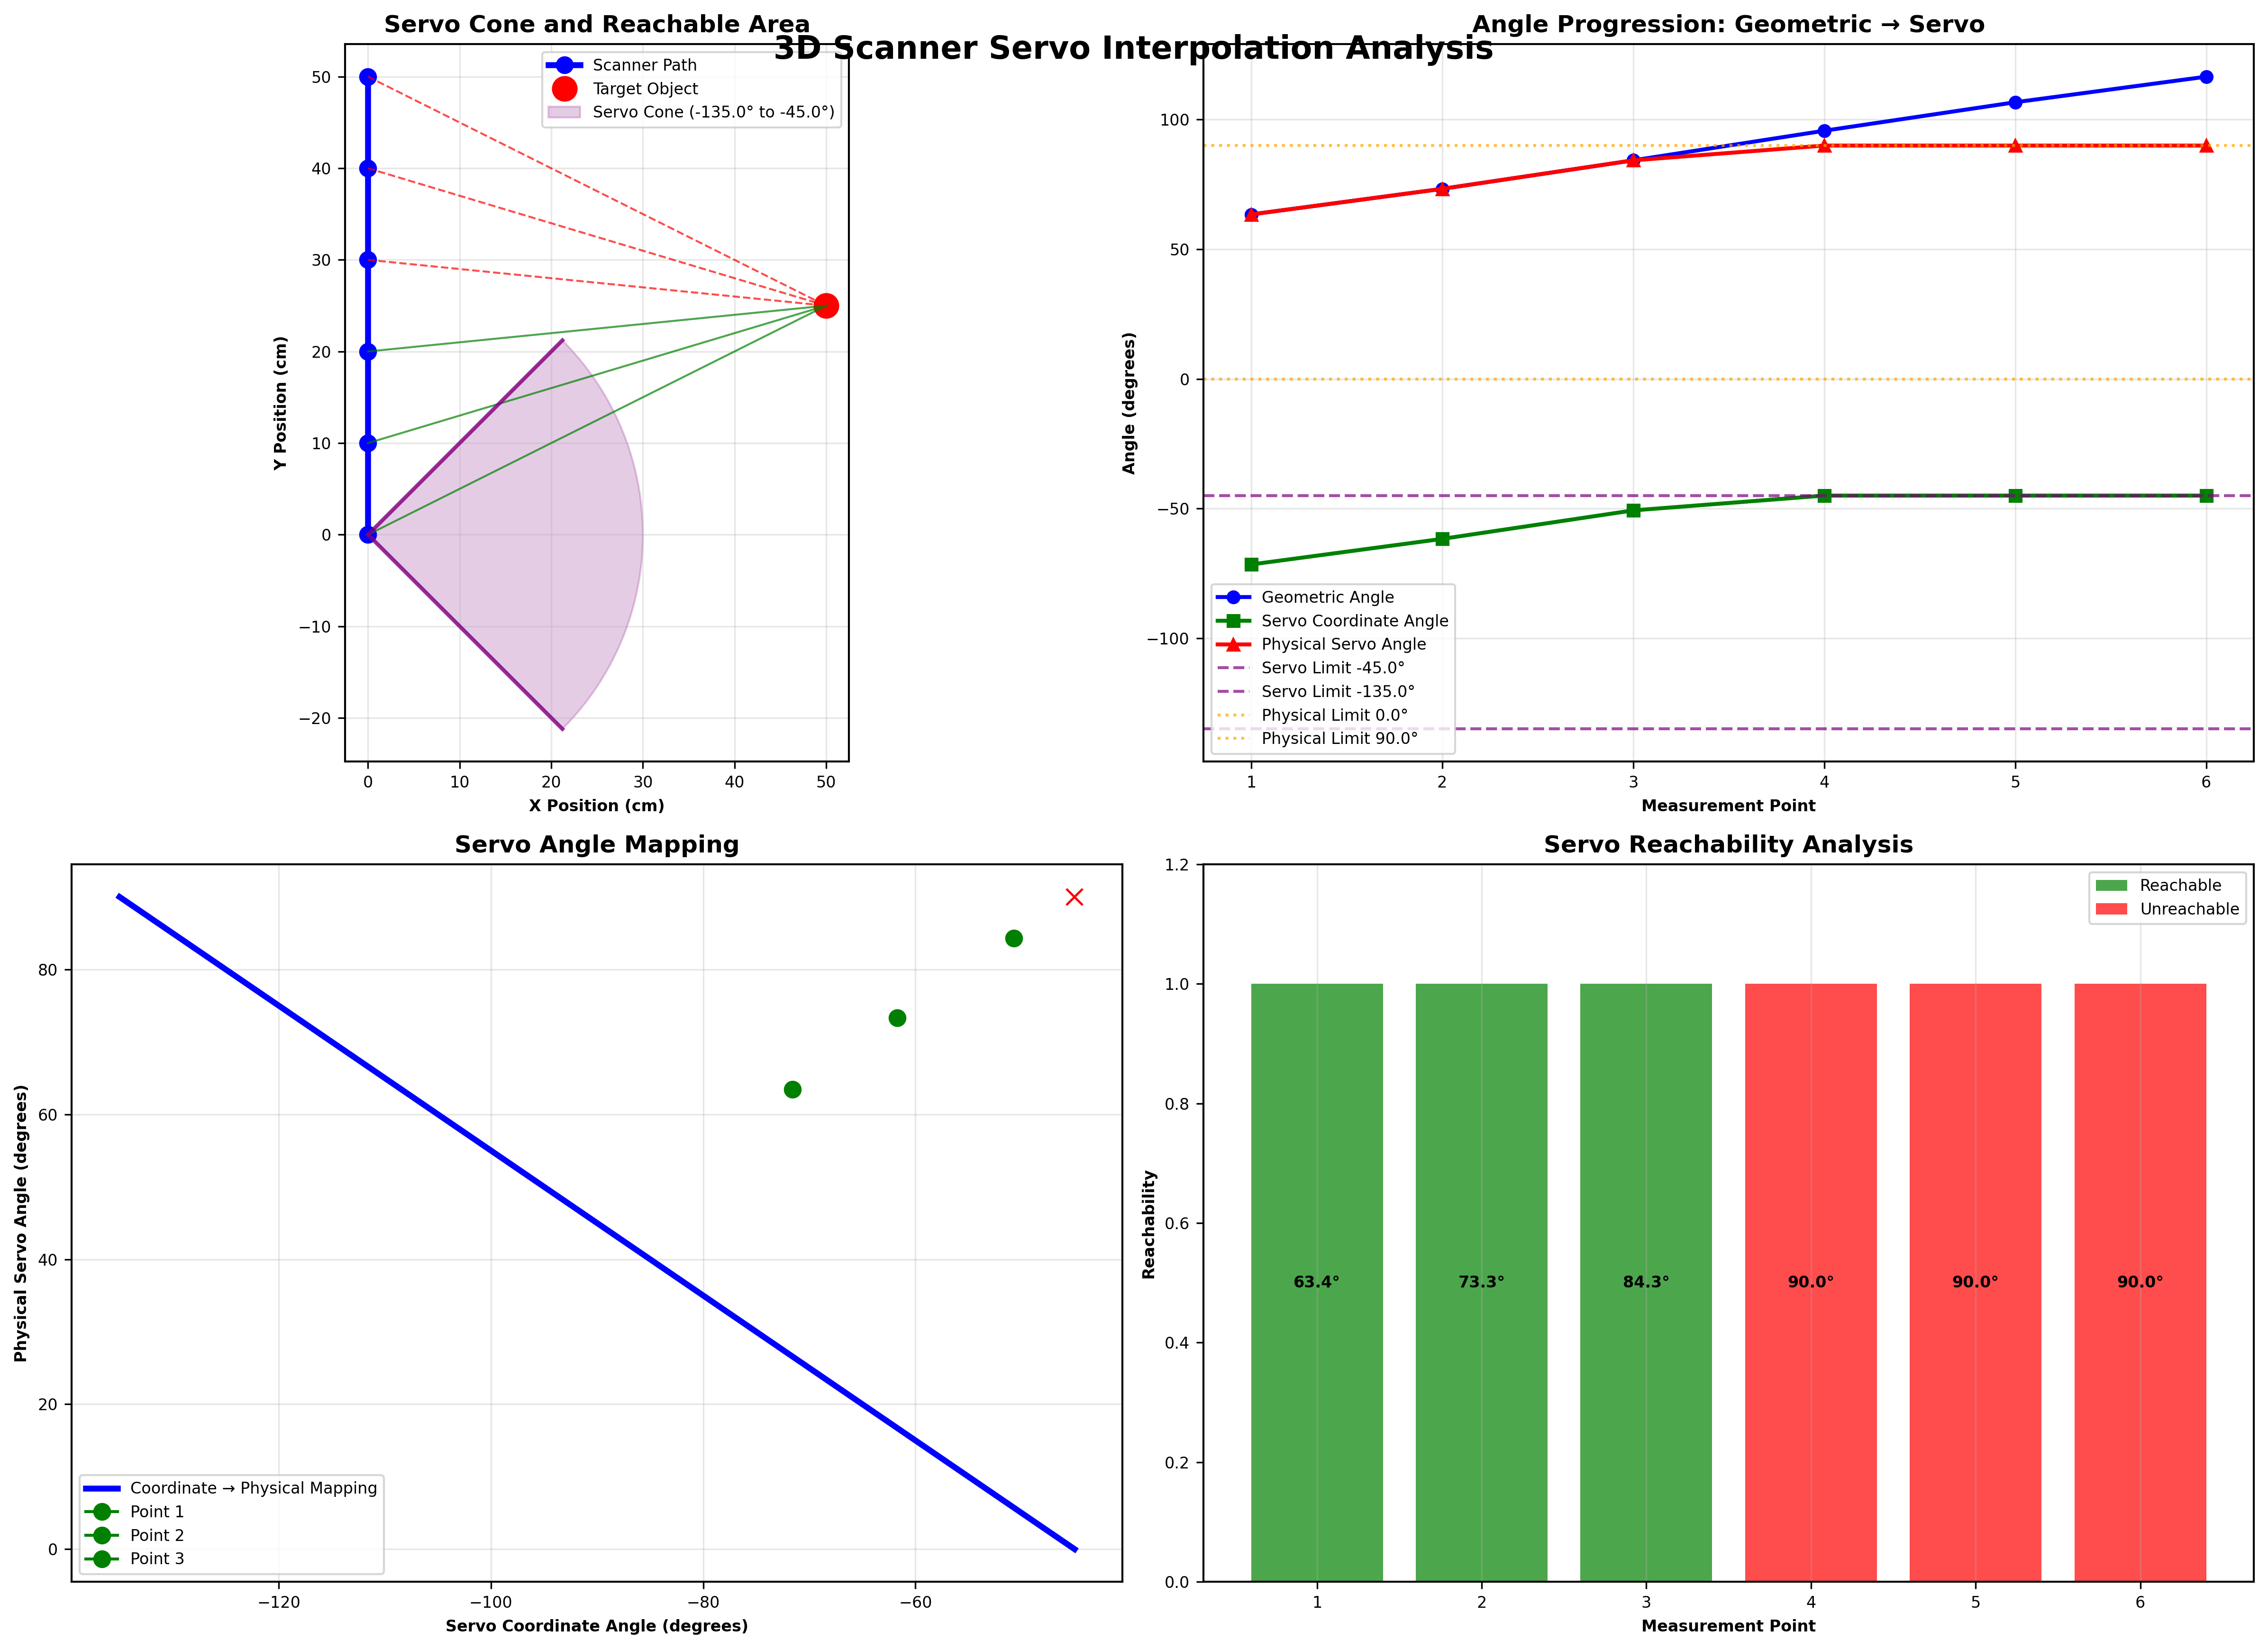 3D Scanner Servo Interpolation Analysis
Servo Cone and Reachable Area
Scanner Path
Target Object
Servo Cone (-135.0° to -45.0°)
50
40
30
20
10
0
−10
−20
Y Position (cm)
0
10
20
30
40
50
X Position (cm)
Angle Progression: Geometric → Servo
100
50
0
−50
−100
Angle (degrees)
Geometric Angle
Servo Coordinate Angle
Physical Servo Angle
Servo Limit -45.0°
Servo Limit -135.0°
Physical Limit 0.0°
Physical Limit 90.0°
1
2
3
4
5
6
Measurement Point
Servo Angle Mapping
80
60
40
20
0
Physical Servo Angle (degrees)
Coordinate → Physical Mapping
Point 1
Point 2
Point 3
−120
−100
−80
−60
Servo Coordinate Angle (degrees)
Servo Reachability Analysis
Reachable
Unreachable
1.2
1.0
0.8
0.6
0.4
0.2
0.0
Reachability
63.4°
73.3°
84.3°
90.0°
90.0°
90.0°
1
2
3
4
5
6
Measurement Point